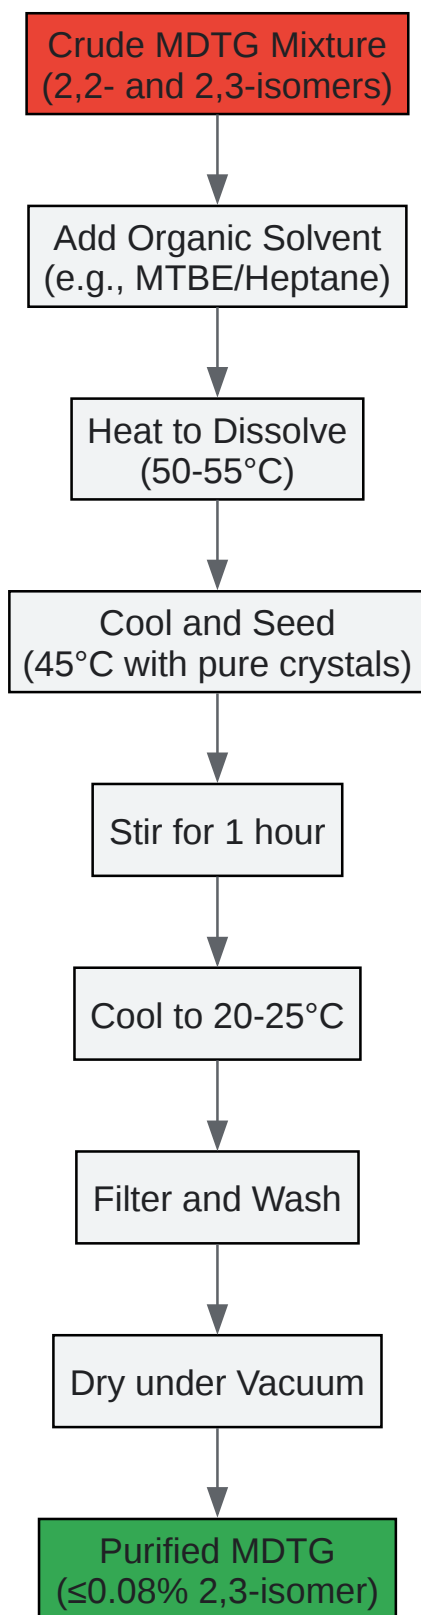 Crude MDTG Mixture
(2,2- and 2,3-isomers)
Add Organic Solvent
(e.g., MTBE/Heptane)
Heat to Dissolve
(50-55°C)
Cool and Seed
(45°C with pure crystals)
Stir for 1 hour
Cool to 20-25°C
Filter and Wash
Dry under Vacuum
Purified MDTG
(≤0.08% 2,3-isomer)